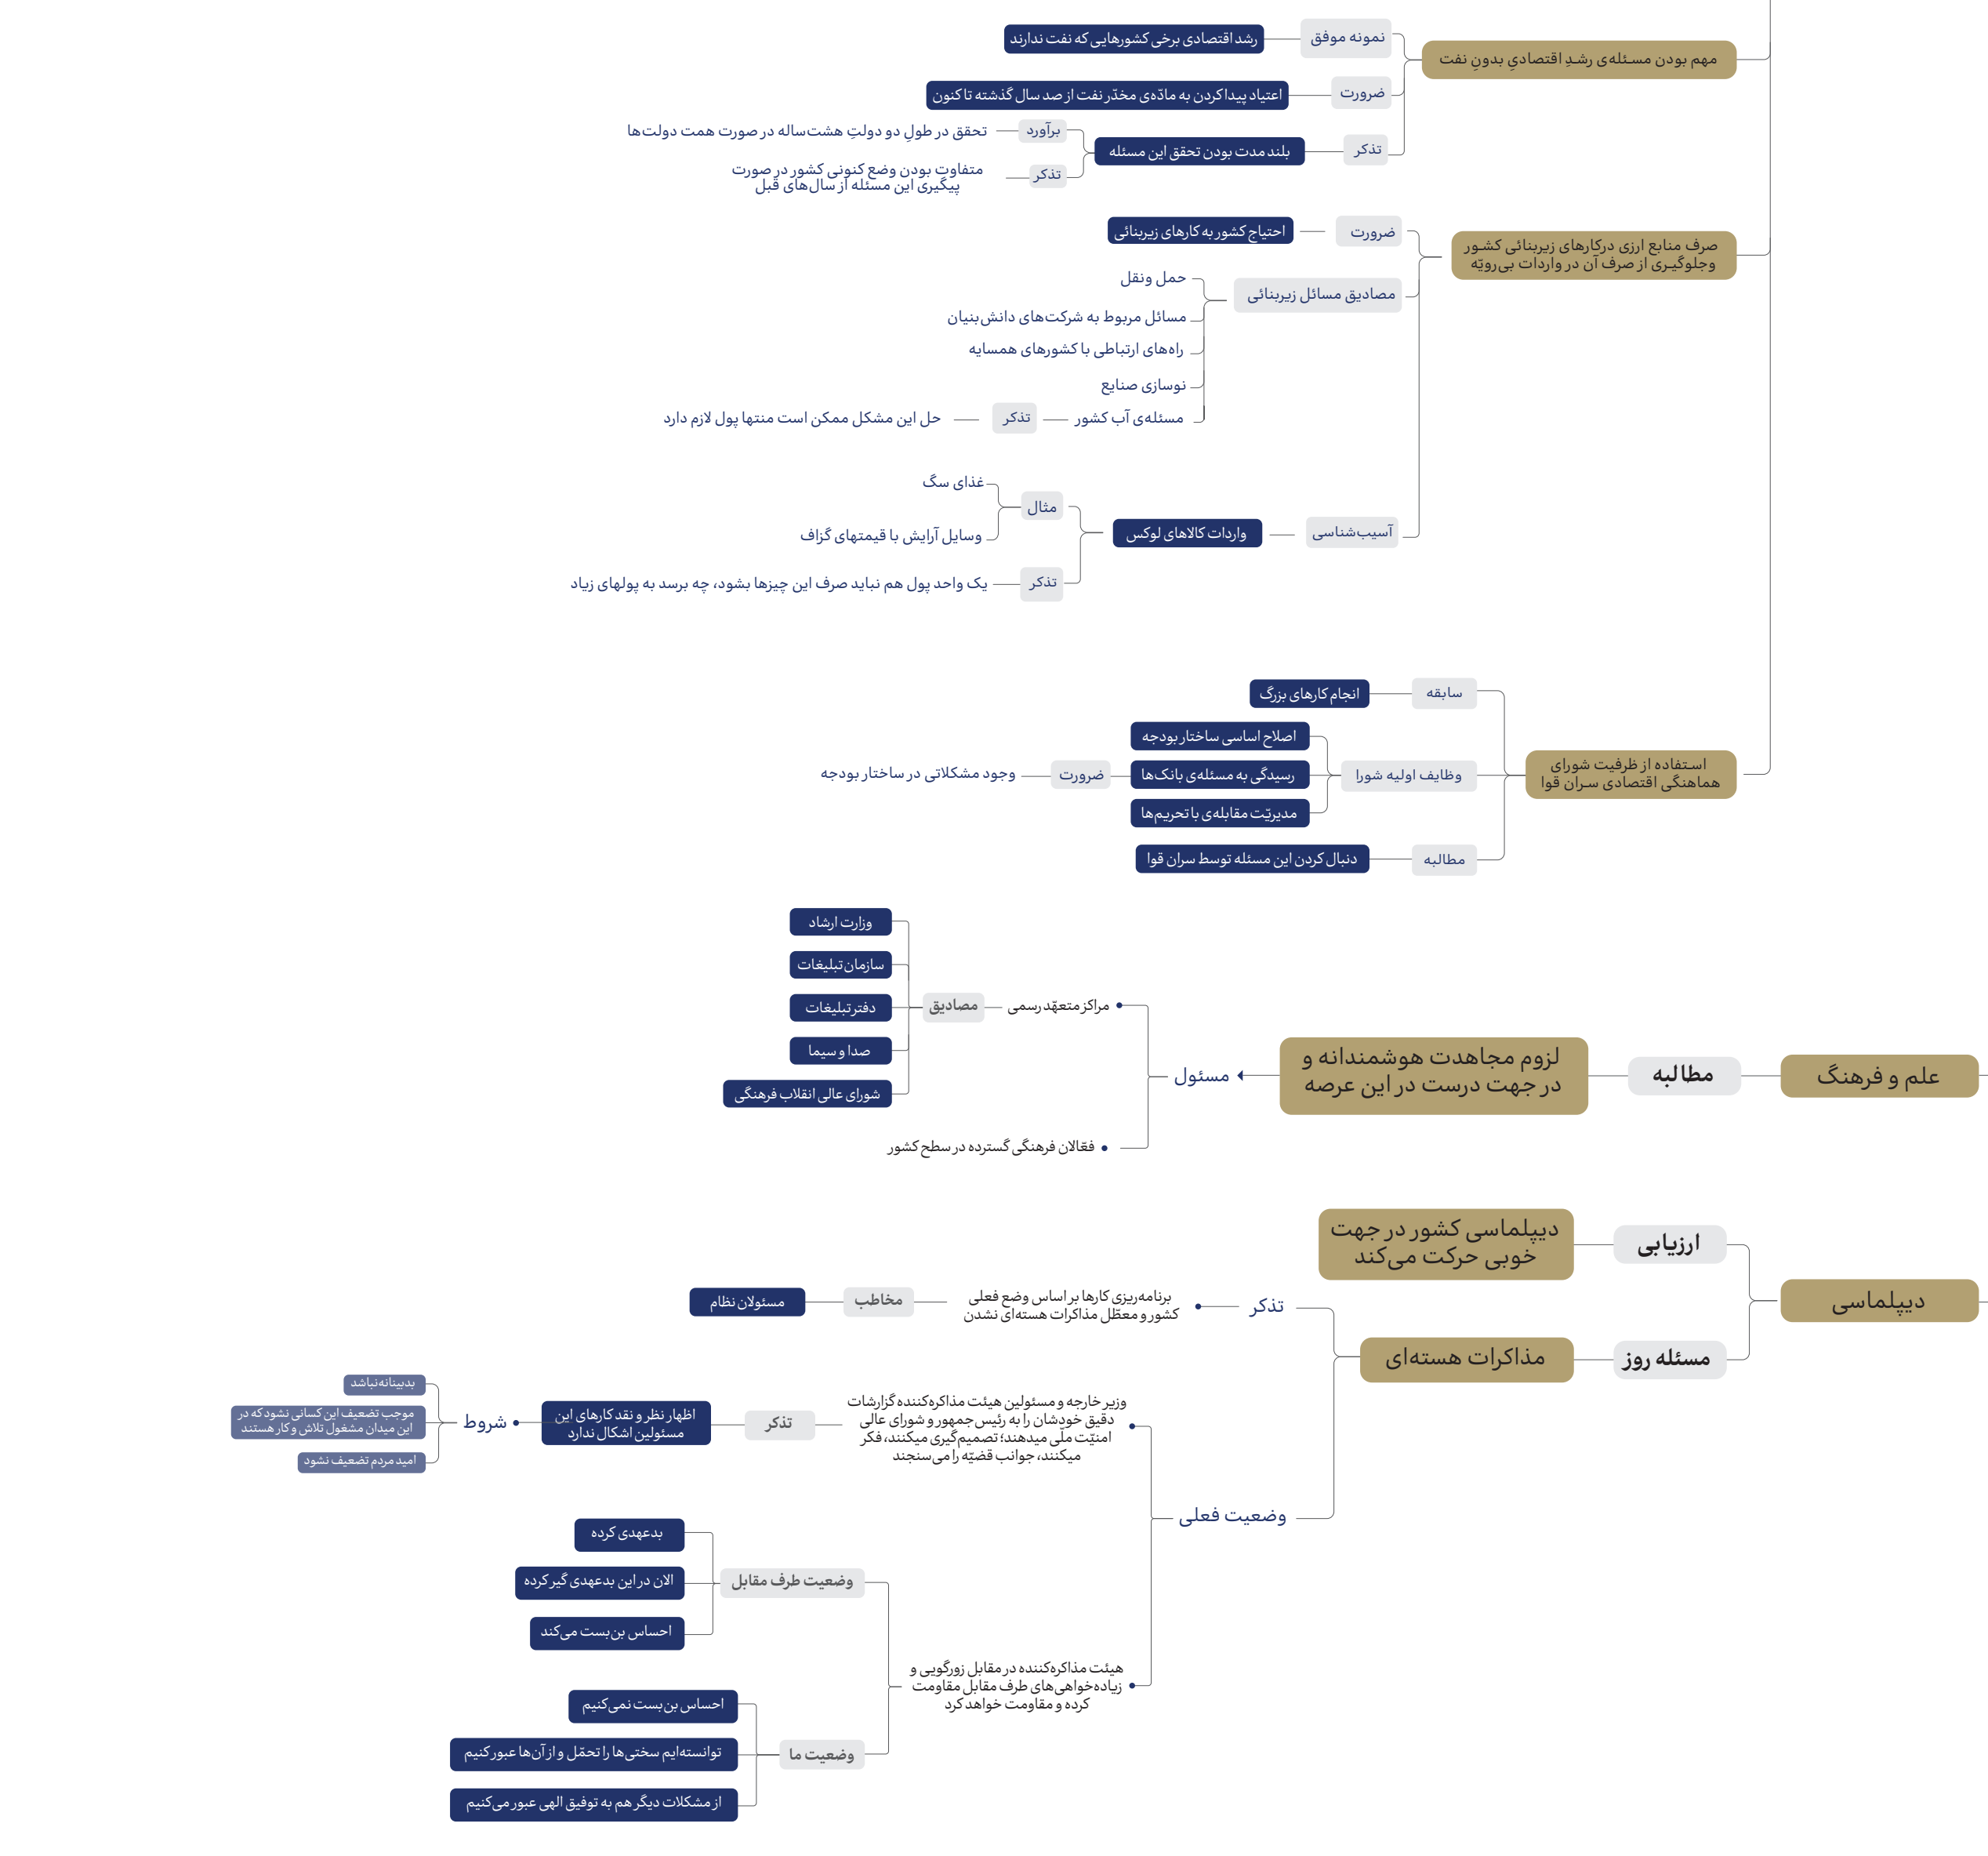 مهم بودن مسئله‌ی رشدِ اقتصادیِ بدونِ نفت
نمونه موفق
رشد اقتصادی برخی کشورهایی که نفت ندارند
ضرورت
اعتیاد پیدا کردن به مادّه‌ی مخدّر نفت از صد سال گذشته تا کنون
تذکر
بلند مدت بودن تحقق این مسئله
برآورد
تحقق در طولِ دو دولتِ هشت‌ساله در صورت همت دولت‌ها
تذکر
متفاوت بودن وضع کنونی کشور در صورت
پیگیری این مسئله از سال‌های قبل
صرف منابع ارزی درکارهای زیربنائی کشور
وجلوگیری از صرف آن در واردات بی‌رویّه
ضرورت
احتیاج کشور به کارهای زیربنائی
مصادیق مسائل زیربنائی
حمل ونقل
مسائل مربوط به شرکت‌های دانش‌بنیان
راه‌های ارتباطی با کشورهای همسایه
نوسازی صنایع
مسئله‌ی آب کشور
تذکر
حل این مشکل ممکن است منتها پول لازم دارد
آسیب‌شناسی
واردات کالاهای لوکس
مثال
غذای سگ
وسایل آرایش با قیمتهای گزاف
تذکر
یک واحد پول هم نباید صرف این چیزها بشود، چه برسد به پولهای زیاد
استفاده از ظرفیت شورای
هماهنگی اقتصادی سران قوا
سابقه
انجام کارهای بزرگ
وظایف اولیه شورا
اصلاح اساسی ساختار بودجه
رسیدگی به مسئله‌ی بانک‌ها
ضرورت
وجود مشکلاتی در ساختار بودجه
مدیریّت مقابله‌ی با تحریم‌ها
مطالبه
دنبال کردن این مسئله توسط سران قوا
علم و فرهنگ
مطالبه
لزوم مجاهدت هوشمندانه و
در جهت درست در این عرصه
مسئول
مراکز متعهّد رسمی
مصادیق
وزارت ارشاد
سازمان تبلیغات
دفتر تبلیغات
صدا و سیما
شورای عالی انقلاب فرهنگی
فعّالان فرهنگی گسترده در سطح کشور
دیپلماسی
ارزیابی
دیپلماسی کشور در جهت
خوبی حرکت می‌کند
مسئله روز
مذاکرات هسته‌ای
تذکر
برنامه‌ریزی کارها بر اساس وضع فعلی
کشور و معطّل مذاکرات هسته‌ای نشدن
مخاطب
مسئولان نظام
وضعیت فعلی
وزیر خارجه و مسئولین هیئت مذاکره‌کننده گزارشات
دقیق خودشان را به رئیس‌جمهور و شورای عالی
امنیّت ملّی میدهند؛ تصمیم‌گیری میکنند، فکر
میکنند، جوانب قضیّه را می‌سنجند
تذکر
اظهار نظر و نقد کارهای این
مسئولین اشکال ندارد
شروط
بدبینانه نباشد
موجب تضعیف این کسانی نشود که در
این میدان مشغول تلاش و کار هستند
امید مردم تضعیف نشود
هیئت مذاکره‌کننده در مقابل زورگویی و
زیاده‌خواهی‌های طرف مقابل مقاومت
کرده و مقاومت خواهد کرد
وضعیت طرف مقابل
بدعهدی کرده
الان در این بدعهدی گیر کرده
احساس بن‌بست می‌کند
وضعیت ما
احساس بن‌بست نمی‌کنیم
توانسته‌ایم سختی‌ها را تحمّل و از آن‌ها عبور کنیم
از مشکلات دیگر هم به توفیق الهی عبور می‌کنیم